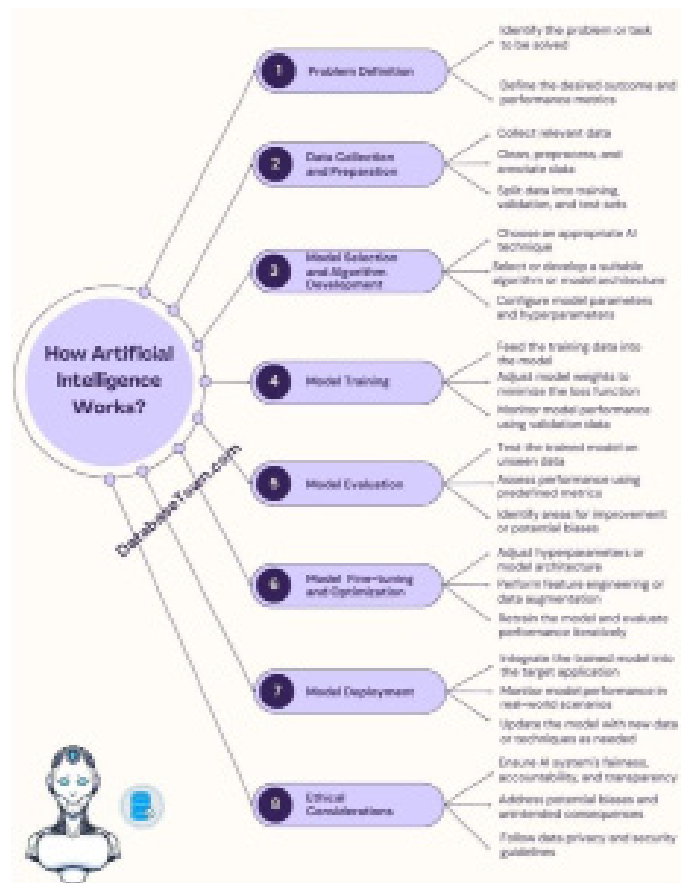 How Artificial
Intelligence
Works?
1
Problem Definition
Identify the problem or task
to be solved
Define the desired outcome and
performance metrics
2
Data Collection
and Preparation
Collect relevant data
Clean, preprocess, and
annotate data
Split data into training,
validation, and test sets
3
Model Selection
and Algorithm
Development
Choose an appropriate AI
technique
Select or develop a suitable
algorithm or model architecture
Configure model parameters
and hyperparameters
4
Model Training
Feed the training data into
the model
Adjust model weights to
minimize the loss function
Monitor model performance
using validation data
5
Model Evaluation
Test the trained model on
unseen data
Assess performance using
predefined metrics
Identify areas for improvement
or potential biases
6
Model Fine-tuning
and Optimization
Adjust hyperparameters or
model architecture
Perform feature engineering or
data augmentation
Retrain the model and evaluate
performance iteratively
7
Model Deployment
Integrate the trained model into
the target application
Monitor model performance in
real-world scenarios
Update the model with new data
or techniques as needed
8
Ethical
Considerations
Ensure AI system's fairness,
accountability, and transparency
Address potential biases and
unintended consequences
Follow data privacy and security
guidelines
DatabaseTown.com